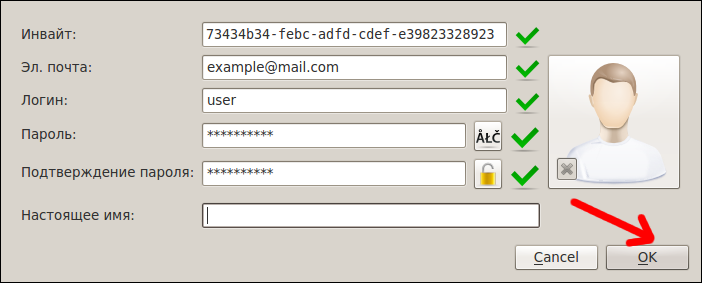 Инвайт: 73434b34-febc-adfd-cdef-e39823328923
Эл. почта: example@mail.com
Логин: user
Пароль: ********** ÅŁČ
Подтверждение пароля: **********
Настоящее имя:
Cancel OK